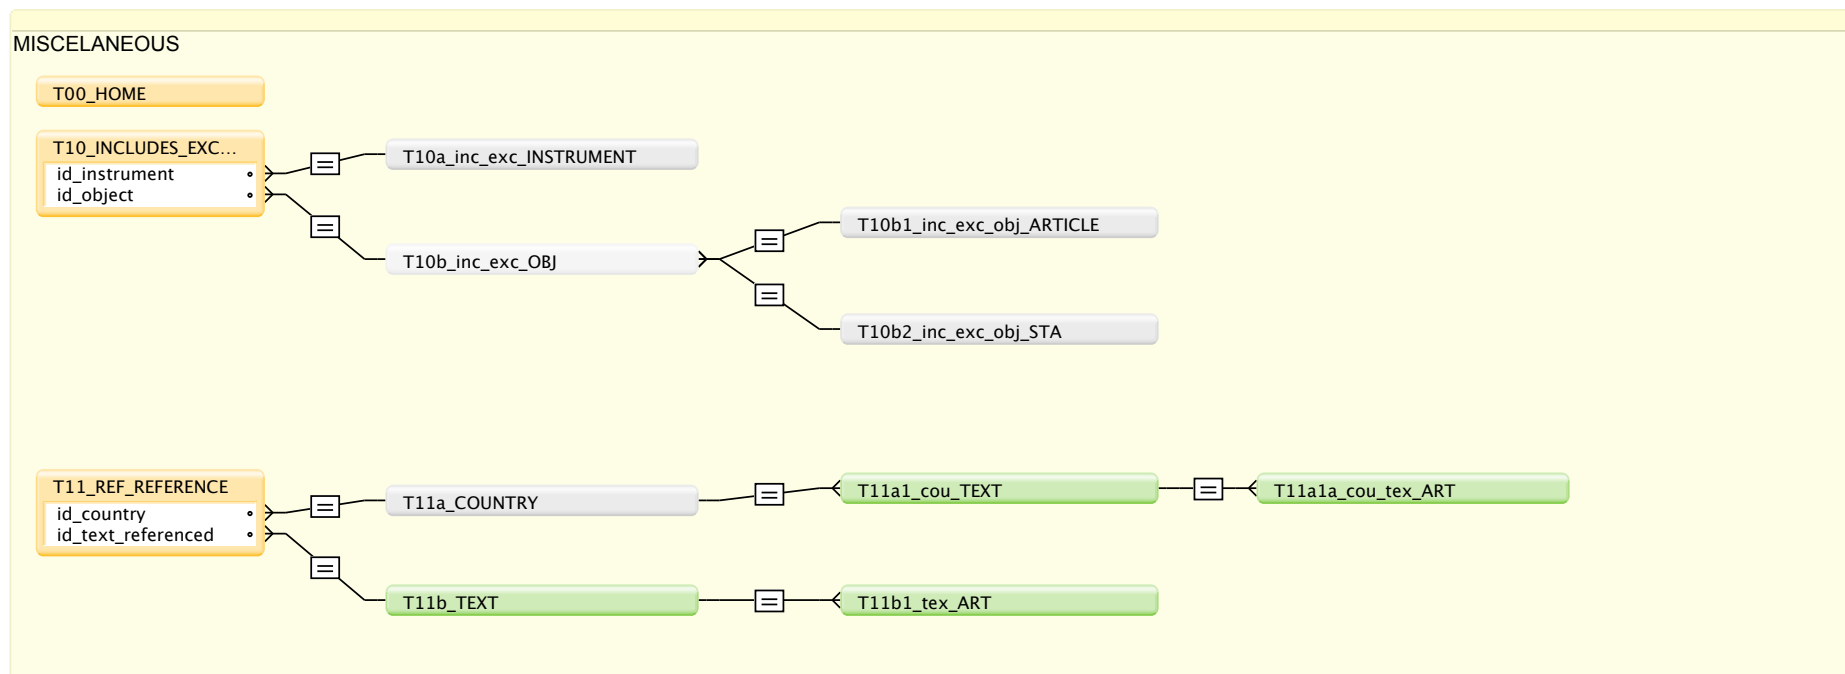 MISCELANEOUS
T00_HOME
T10_INCLUDES_EXC...
id_instrument
id_object
T10a_inc_exc_INSTRUMENT
T10b_inc_exc_OBJ
T10b1_inc_exc_obj_ARTICLE
T10b2_inc_exc_obj_STA
T11_REF_REFERENCE
id_country
id_text_referenced
T11a_COUNTRY
T11a1_cou_TEXT
T11a1a_cou_tex_ART
T11b_TEXT
T11b1_tex_ART